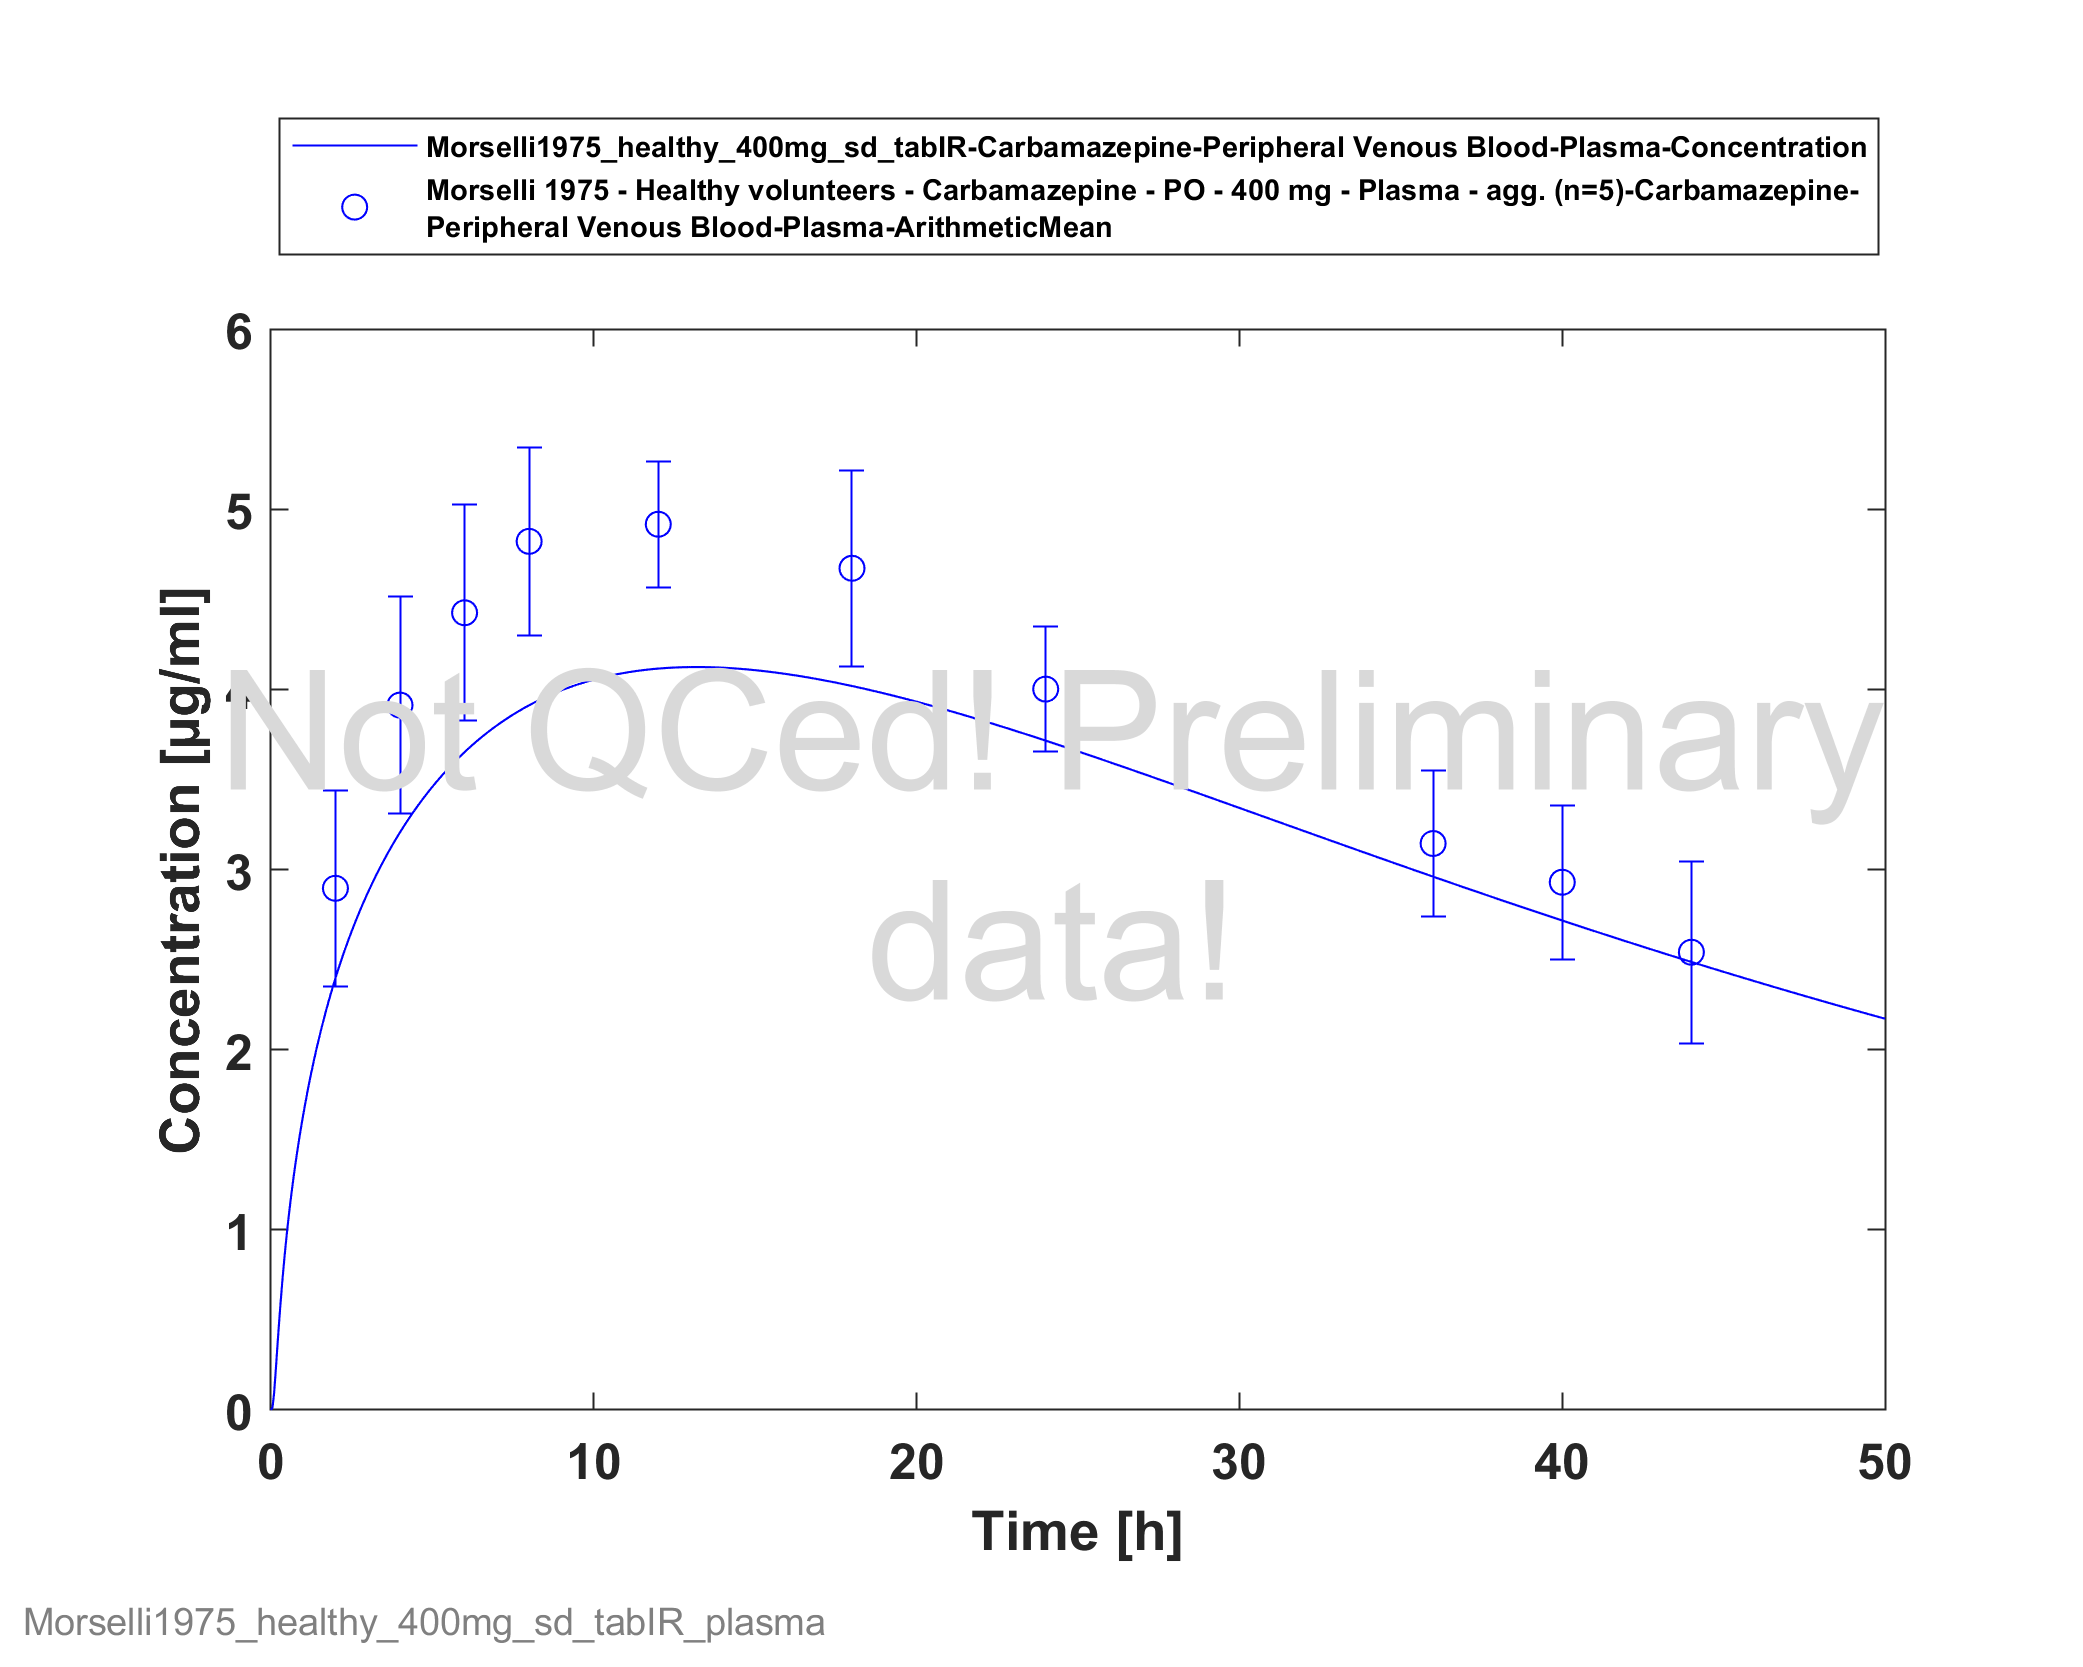 Morselli1975_healthy_400mg_sd_tabIR-Carbamazepine-Peripheral Venous Blood-Plasma-Concentration
Morselli 1975 - Healthy volunteers - Carbamazepine - PO - 400 mg - Plasma - agg. (n=5)-Carbamazepine-
Peripheral Venous Blood-Plasma-ArithmeticMean
6
5
4
3
2
1
0
Concentration [µg/ml]
Not QCed! Preliminary
data!
0 10 20 30 40 50
Time [h]
Morselli1975_healthy_400mg_sd_tabIR_plasma